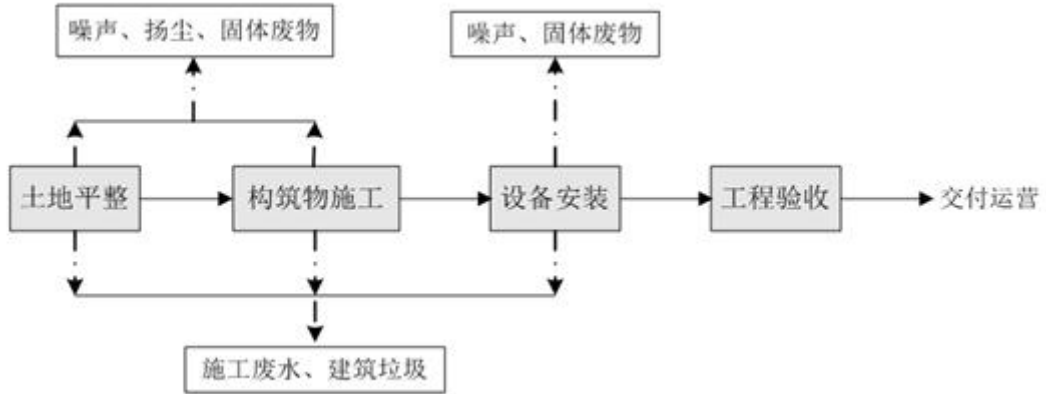 噪声、扬尘、固体废物
噪声、固体废物
土地平整
构筑物施工
设备安装
工程验收
交付运营
施工废水、建筑垃圾